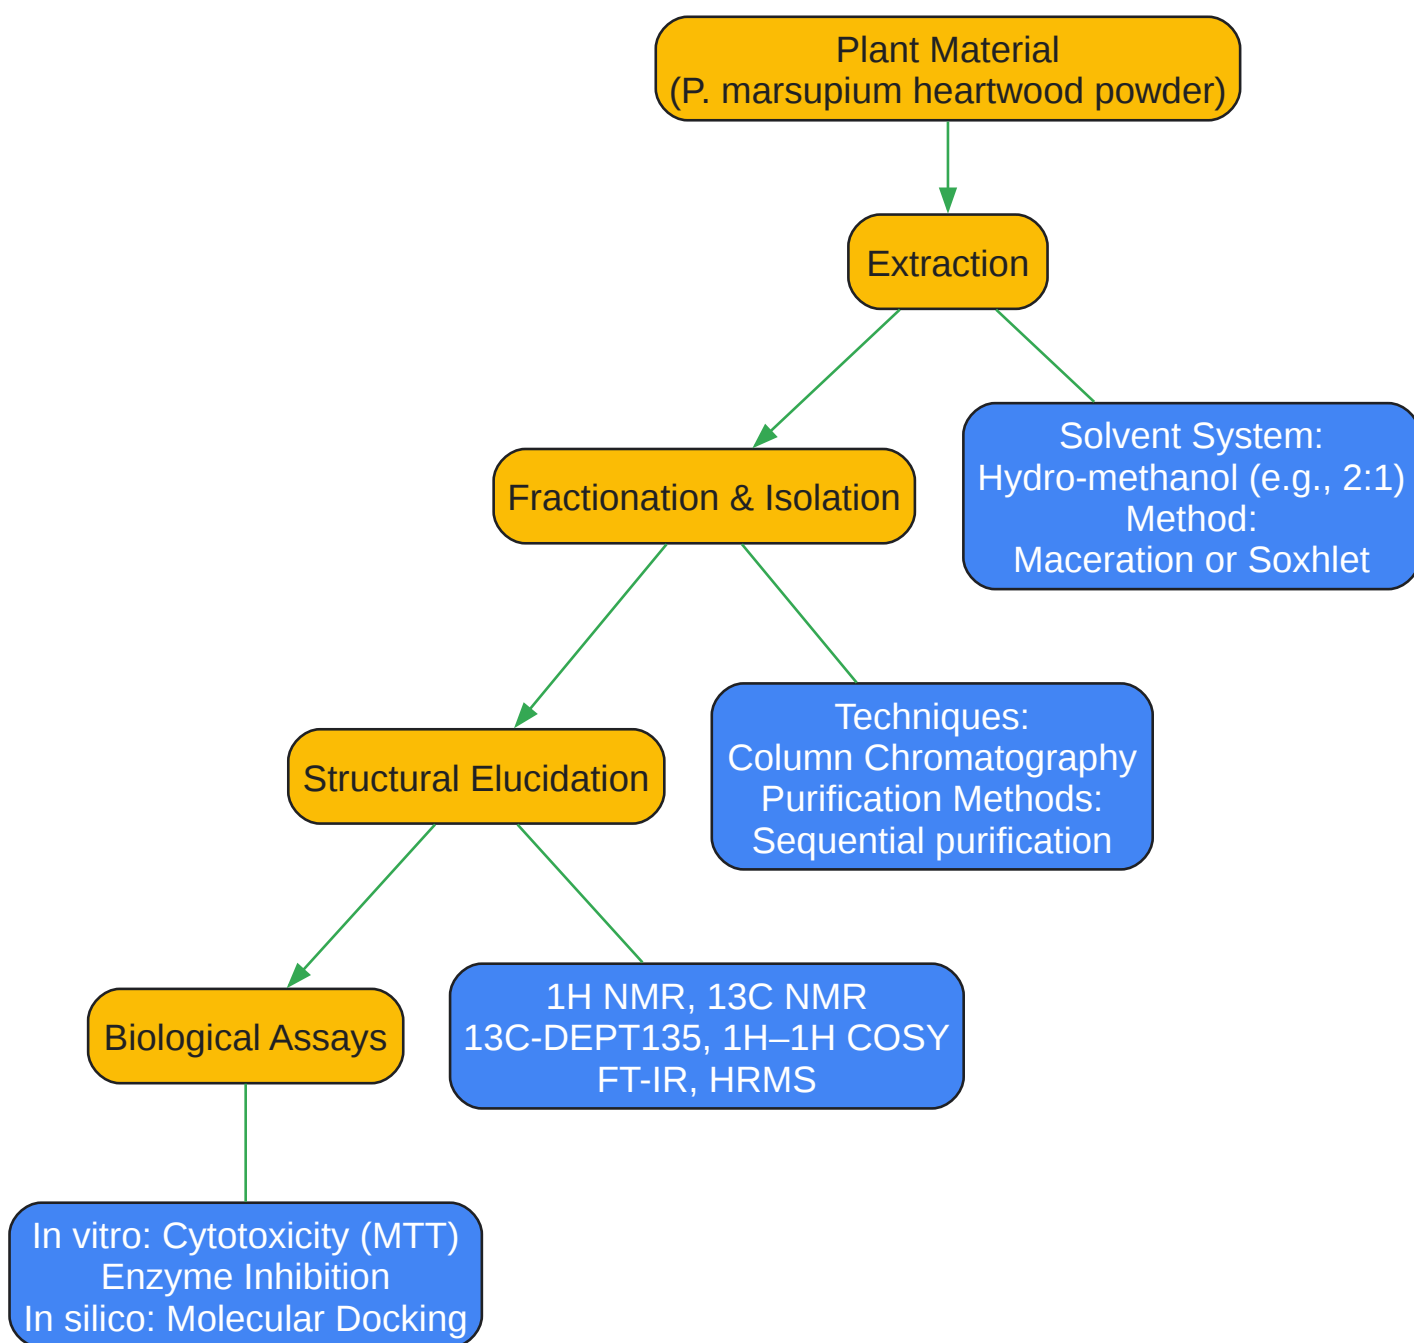 Plant Material
(P. marsupium heartwood powder)
Extraction
Solvent System:
Hydro-methanol (e.g., 2:1)
Method:
Maceration or Soxhlet
Fractionation & Isolation
Techniques:
Column Chromatography
Purification Methods:
Sequential purification
Structural Elucidation
1H NMR, 13C NMR
13C-DEPT135, 1H–1H COSY
FT-IR, HRMS
Biological Assays
In vitro: Cytotoxicity (MTT)
Enzyme Inhibition
In silico: Molecular Docking